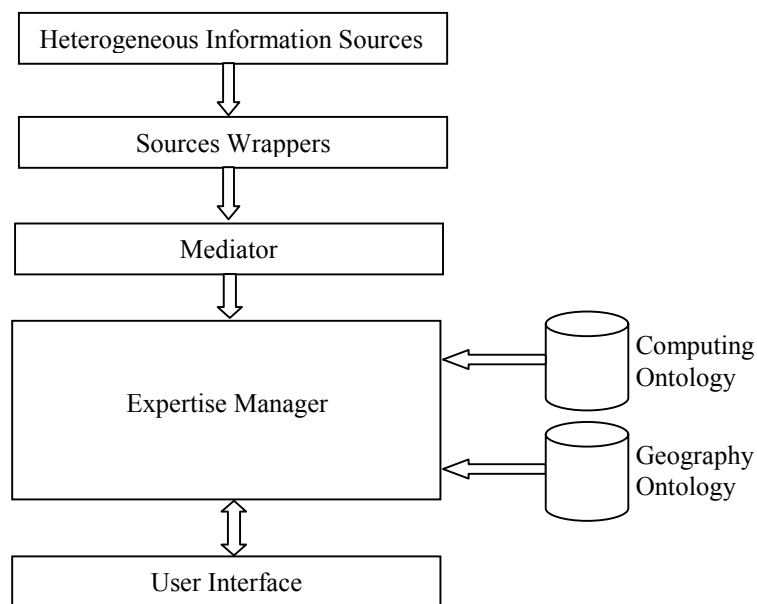 Heterogeneous Information Sources
Sources Wrappers
Mediator
Expertise Manager
Computing
Ontology
Geography
Ontology
User Interface